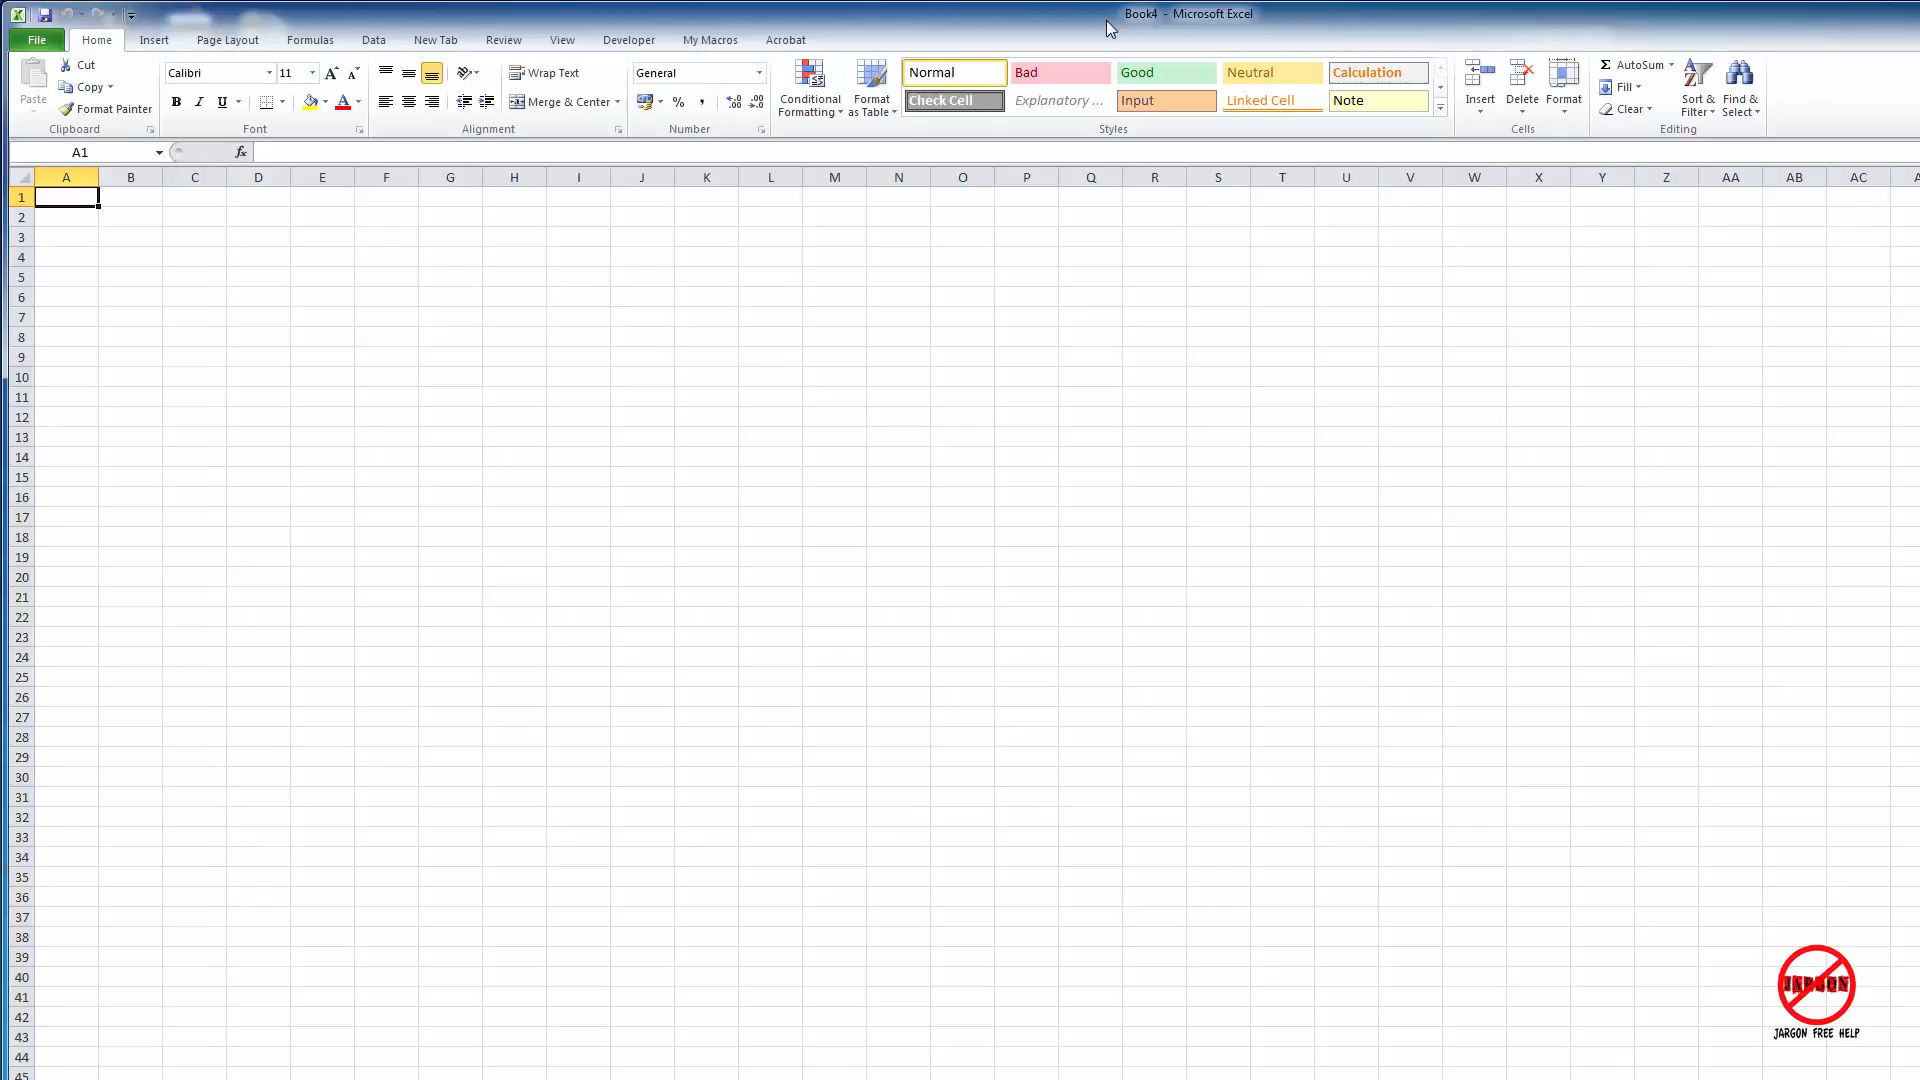 Book4 - Microsoft Excel
File Home Insert Page Layout Formulas Data New Tab Review View Developer My Macros Acrobat
Paste
Cut
Copy
Format Painter
Clipboard
Calibri 11
B I U
Font
Wrap Text
Merge & Center
Alignment
General
%
Number
Conditional Formatting
Format as Table
Normal Bad Good Neutral Calculation
Check Cell Explanatory ... Input Linked Cell Note
Styles
Insert Delete Format
Cells
Σ AutoSum
Fill
Clear
Sort & Filter
Find & Select
Editing
A1 fx
A B C D E F G H I J K L M N O P Q R S T U V W X Y Z AA AB AC
1
2
3
4
5
6
7
8
9
10
11
12
13
14
15
16
17
18
19
20
21
22
23
24
25
26
27
28
29
30
31
32
33
34
35
36
37
38
39
40
41
42
43
44
45
JARGON
JARGON FREE HELP